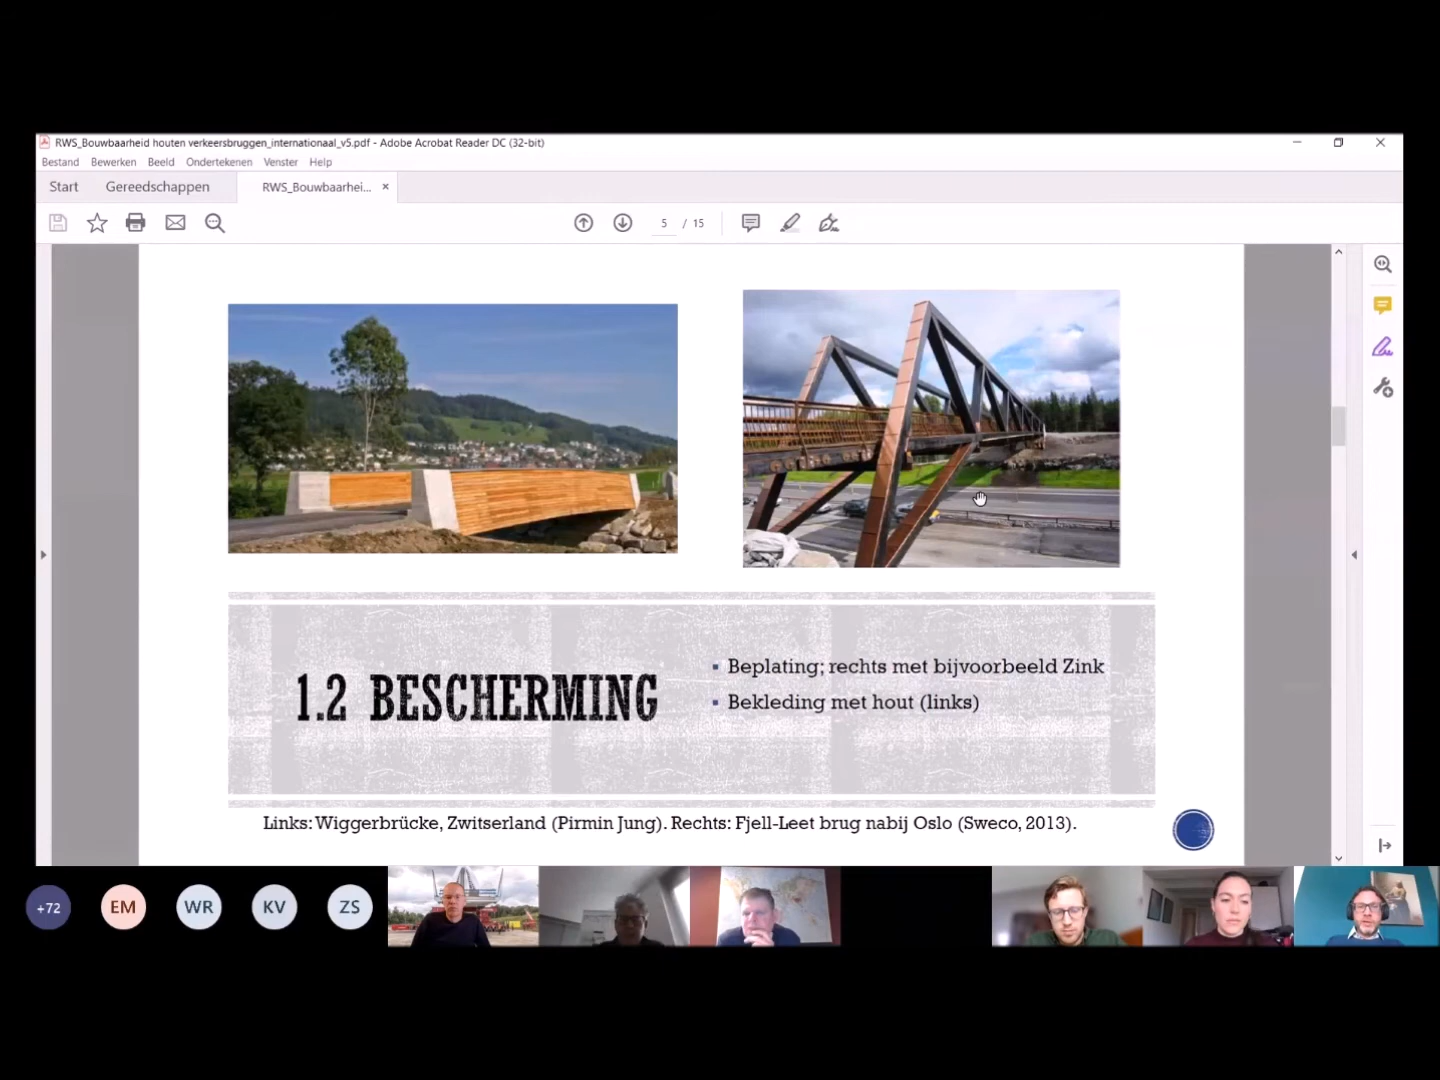 RWS_Bouwbaarheid houten verkeersbruggen_internationaal_v5.pdf - Adobe Acrobat Reader DC (32-bit)
Bestand Bewerken Beeld Ondertekenen Venster Help
Start Gereedschappen RWS_Bouwbaarhei... ×
5 / 15
1.2 BESCHERMING
▪ Beplating; rechts met bijvoorbeeld Zink
▪ Bekleding met hout (links)
Links: Wiggerbrücke, Zwitserland (Pirmin Jung). Rechts: Fjell-Leet brug nabij Oslo (Sweco, 2013).
+72 EM WR KV ZS